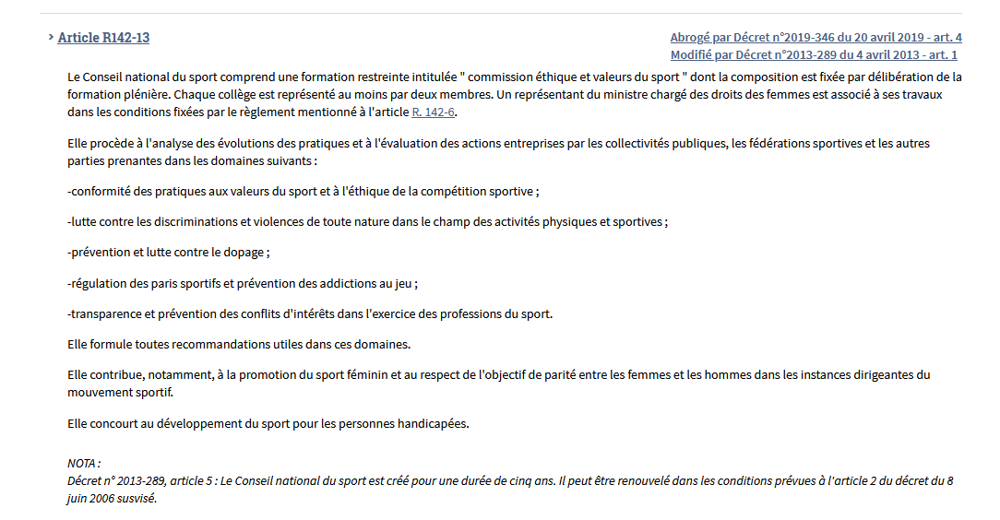 › Article R142-13
Abrogé par Décret n°2019-346 du 20 avril 2019 - art. 4
Modifié par Décret n°2013-289 du 4 avril 2013 - art. 1
Le Conseil national du sport comprend une formation restreinte intitulée " commission éthique et valeurs du sport " dont la composition est fixée par délibération de la
formation plénière. Chaque collège est représenté au moins par deux membres. Un représentant du ministre chargé des droits des femmes est associé à ses travaux
dans les conditions fixées par le règlement mentionné à l'article R. 142-6.
Elle procède à l'analyse des évolutions des pratiques et à l'évaluation des actions entreprises par les collectivités publiques, les fédérations sportives et les autres
parties prenantes dans les domaines suivants :
-conformité des pratiques aux valeurs du sport et à l'éthique de la compétition sportive ;
-lutte contre les discriminations et violences de toute nature dans le champ des activités physiques et sportives ;
-prévention et lutte contre le dopage ;
-régulation des paris sportifs et prévention des addictions au jeu ;
-transparence et prévention des conflits d'intérêts dans l'exercice des professions du sport.
Elle formule toutes recommandations utiles dans ces domaines.
Elle contribue, notamment, à la promotion du sport féminin et au respect de l'objectif de parité entre les femmes et les hommes dans les instances dirigeantes du
mouvement sportif.
Elle concourt au développement du sport pour les personnes handicapées.
NOTA :
Décret n° 2013-289, article 5 : Le Conseil national du sport est créé pour une durée de cinq ans. Il peut être renouvelé dans les conditions prévues à l'article 2 du décret du 8
juin 2006 susvisé.